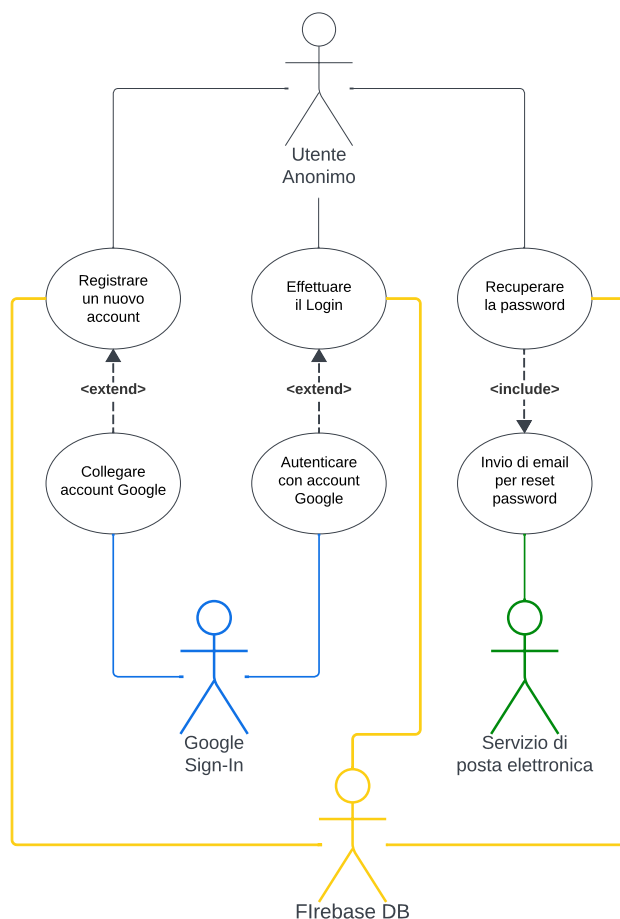 Utente
Anonimo
Registrare
un nuovo
account
Effettuare
il Login
Recuperare
la password
<extend>
<extend>
<include>
Collegare
account Google
Autenticare
con account
Google
Invio di email
per reset
password
Google
Sign-In
Servizio di
posta elettronica
FIrebase DB